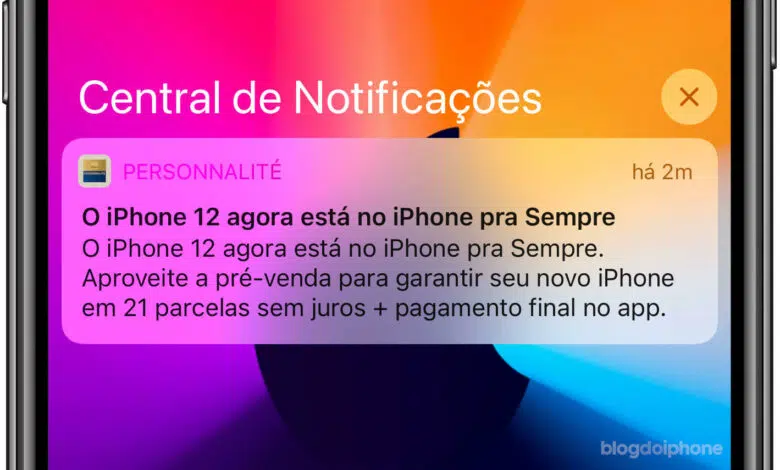 Central de Notificações
PERSONNALITÉ
há 2m
O iPhone 12 agora está no iPhone pra Sempre
O iPhone 12 agora está no iPhone pra Sempre.
Aproveite a pré-venda para garantir seu novo iPhone
em 21 parcelas sem juros + pagamento final no app.
blogdoiphone